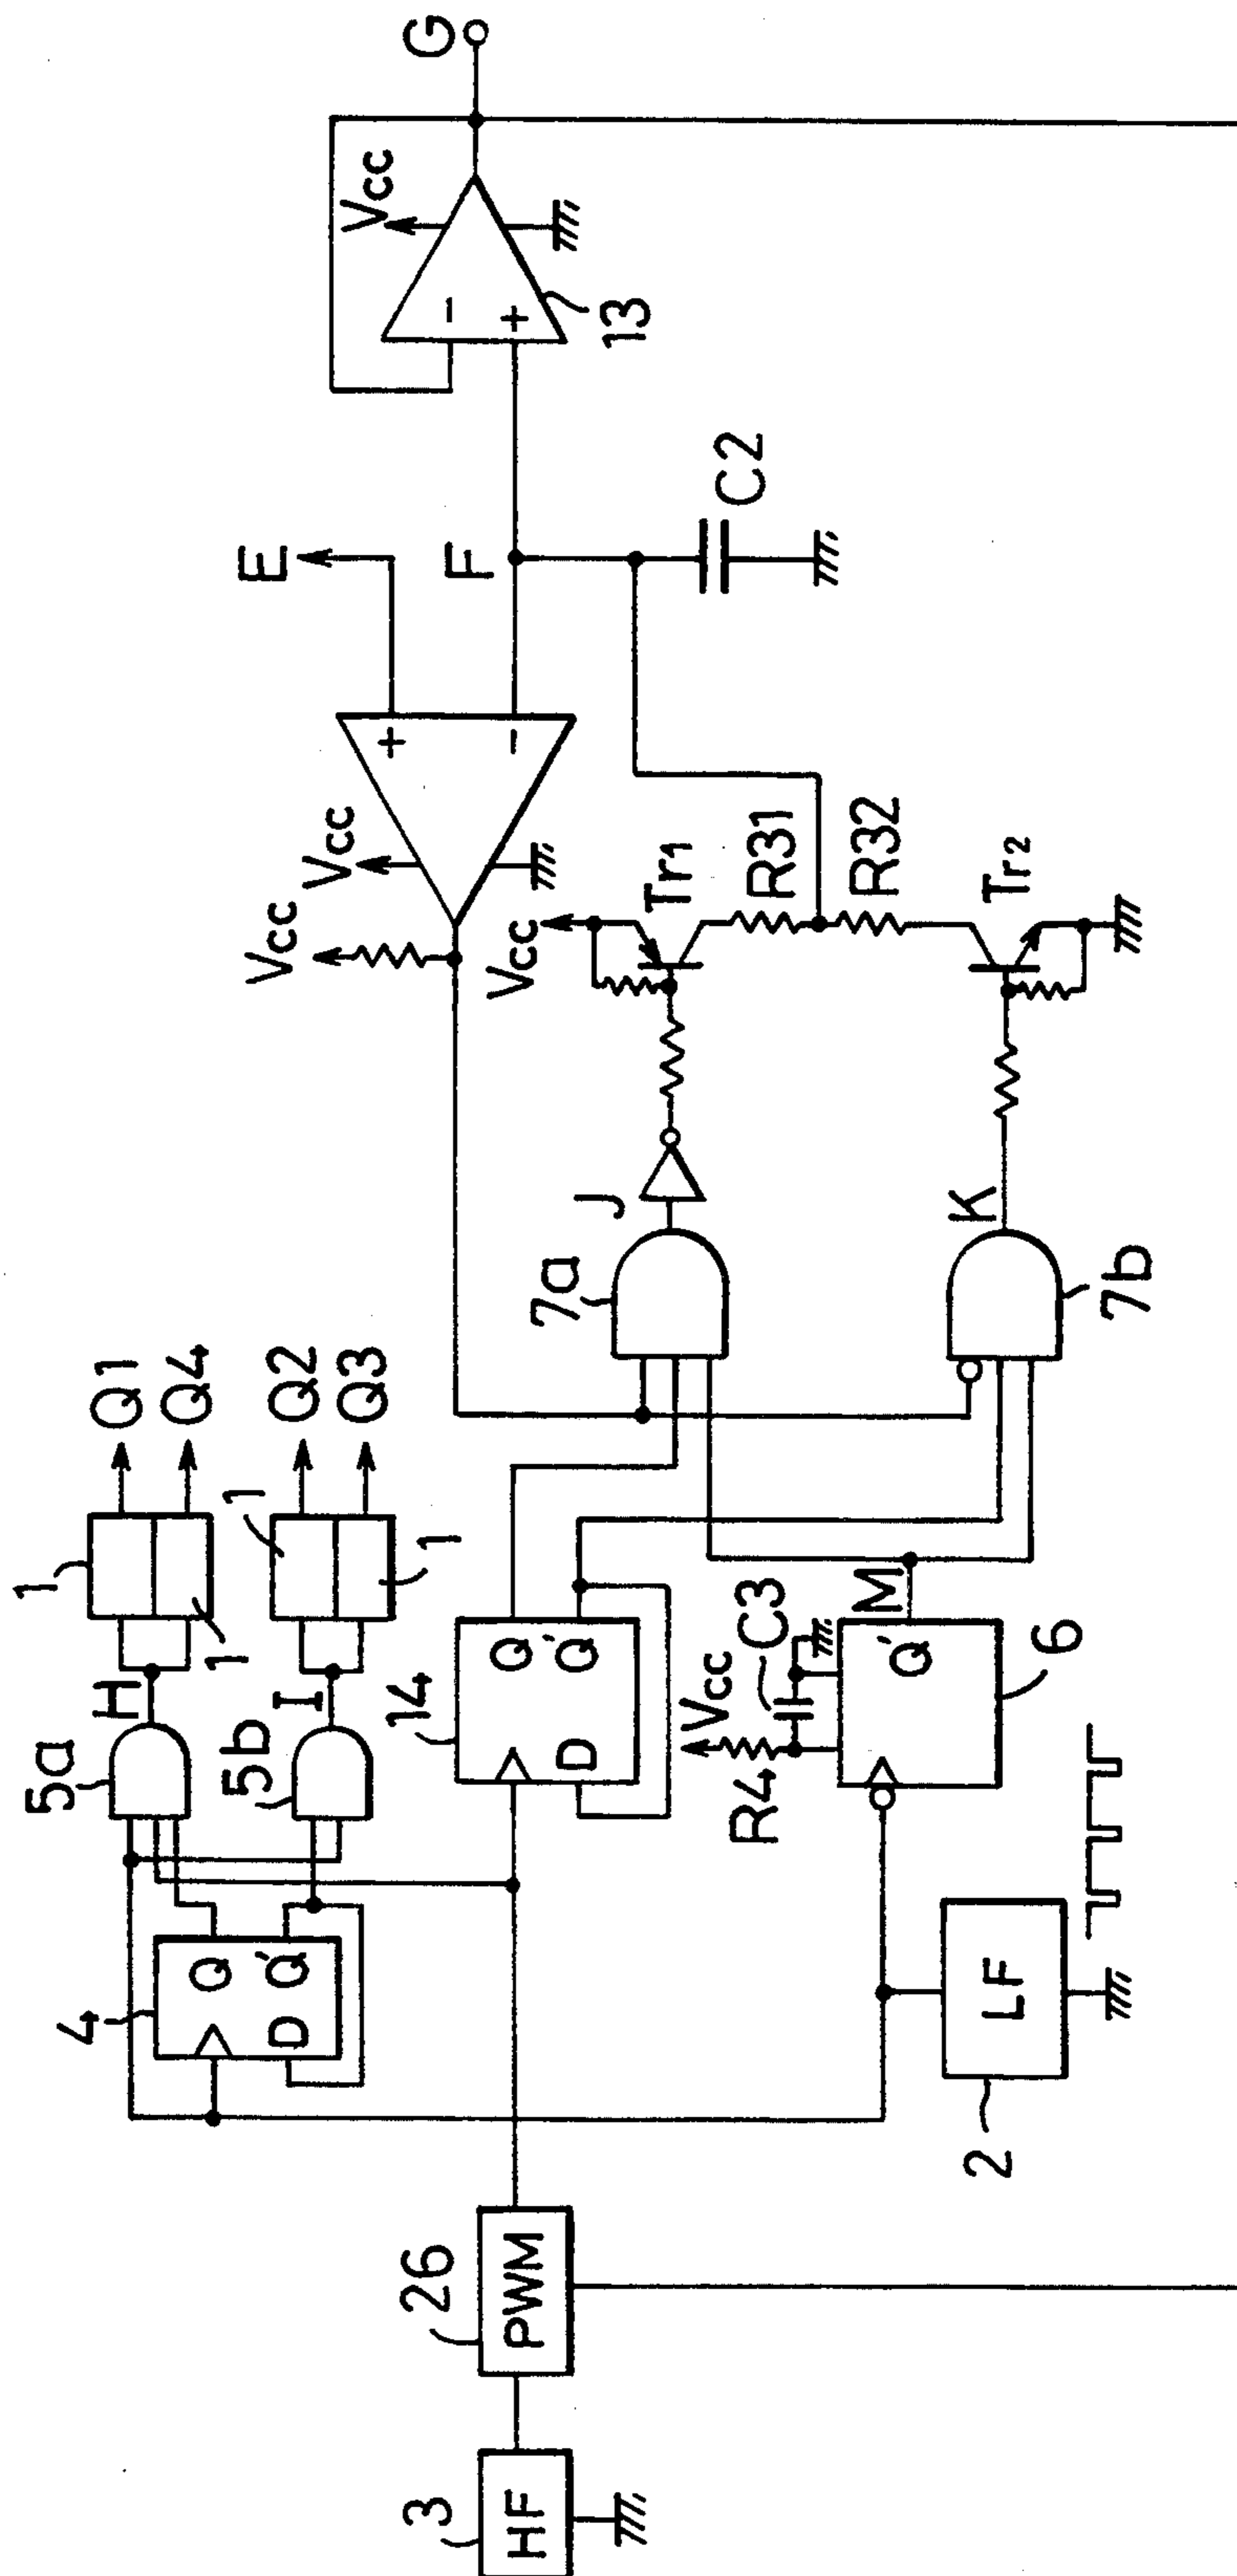 3
HF
26
PWM
2
LF
4
D
Q
Q'
5a
5b
H
I
1
1
1
1
Q1
Q4
Q2
Q3
14
D
Q
Q'
R4
Vcc
C3
Q'
M
6
7a
7b
J
K
Vcc
Vcc
Vcc
+
-
E
F
Tr1
R31
R32
Tr2
C2
-
+
Vcc
13
G